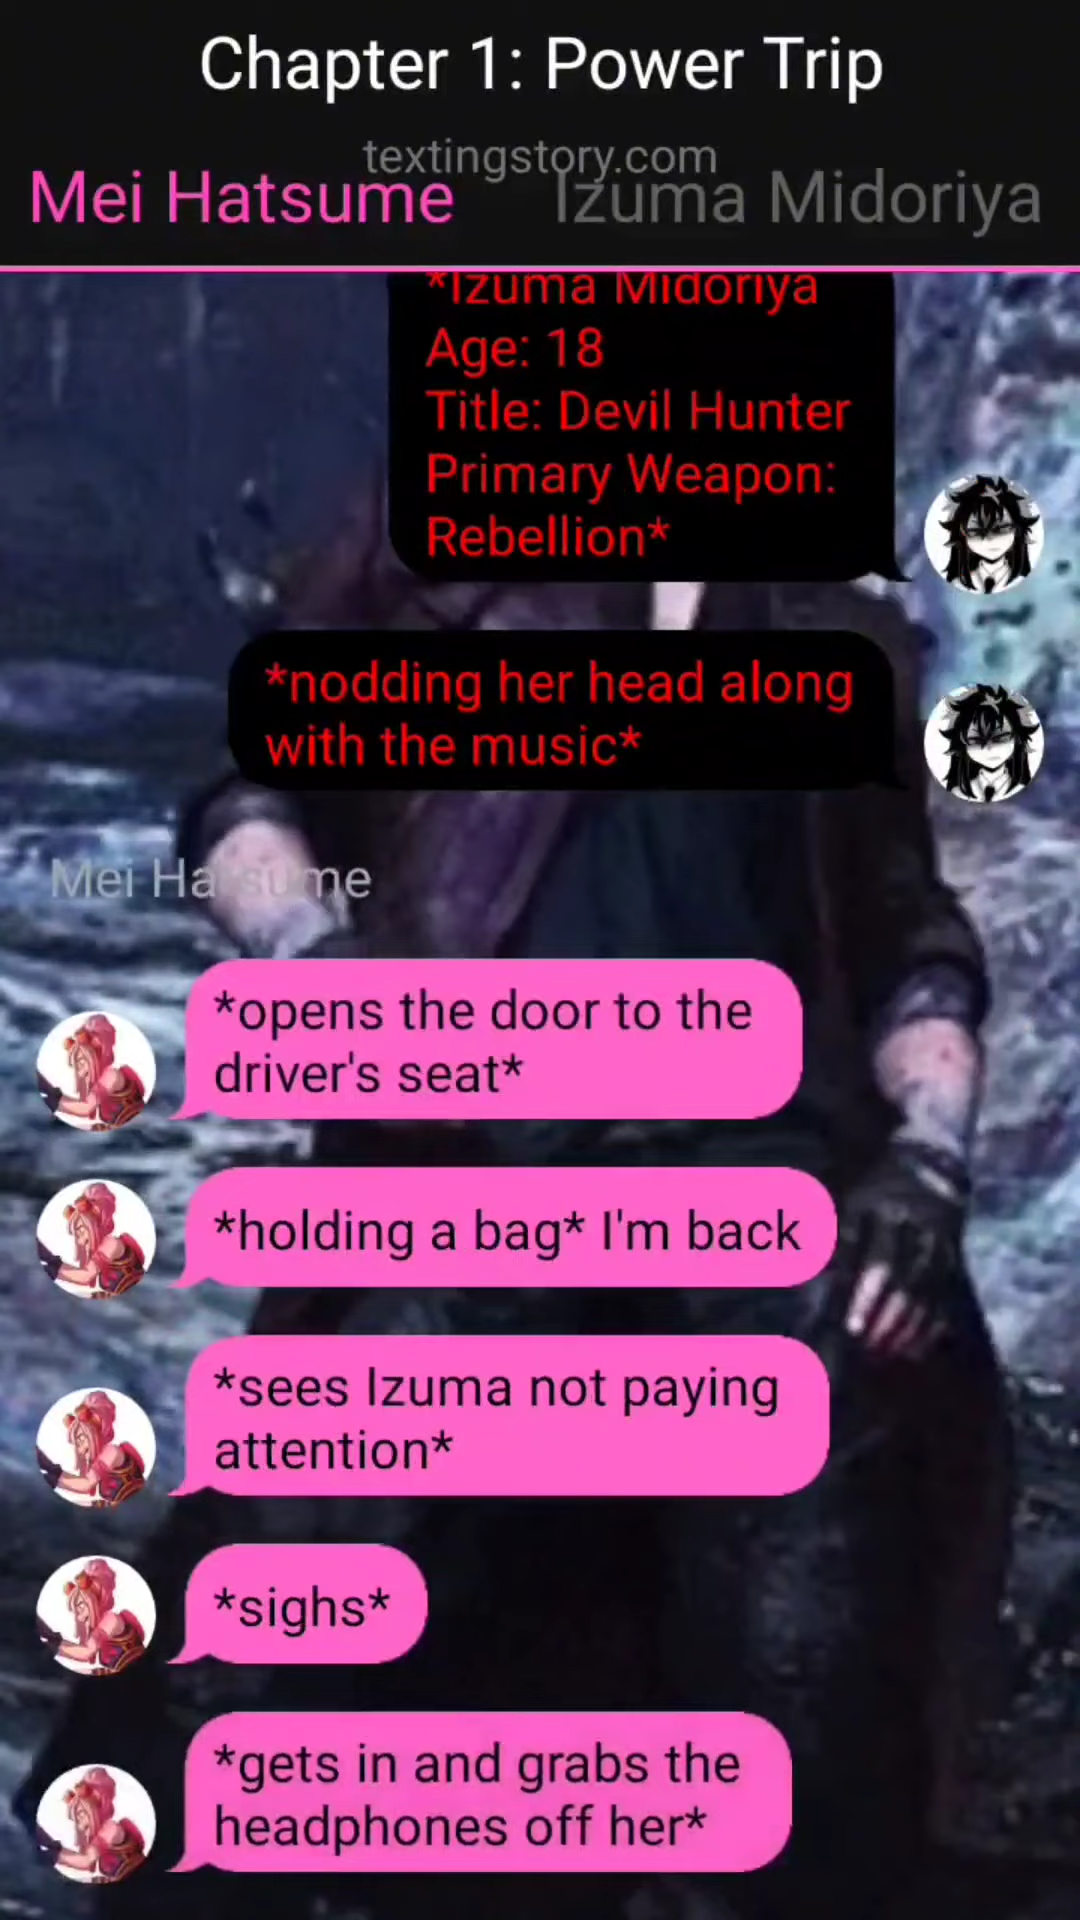 Chapter 1: Power Trip
textingstory.com
Mei Hatsume Izuma Midoriya
*Izuma Midoriya
Age: 18
Title: Devil Hunter
Primary Weapon:
Rebellion*
*nodding her head along
with the music*
Mei Hatsume
*opens the door to the
driver's seat*
*holding a bag* I'm back
*sees Izuma not paying
attention*
*sighs*
*gets in and grabs the
headphones off her*